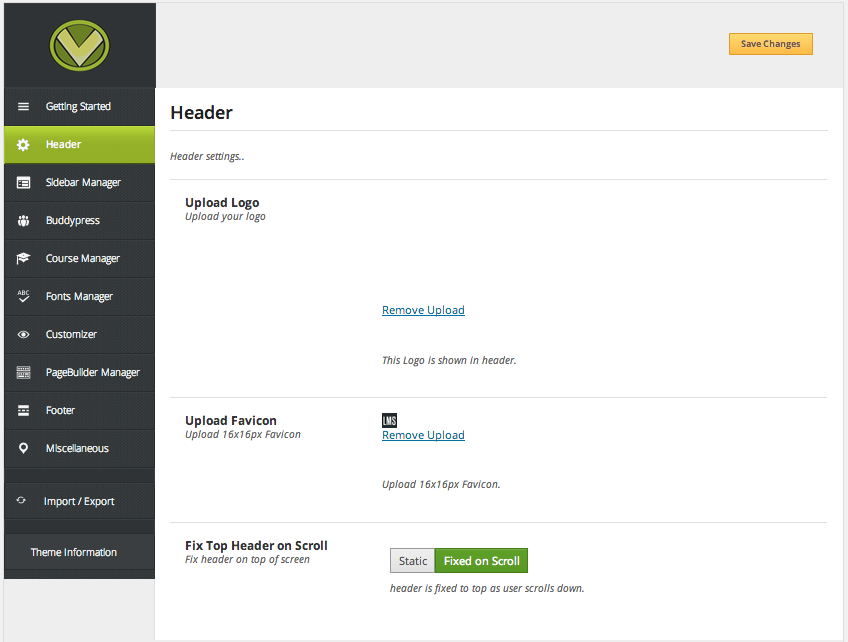 Save Changes
Getting Started
Header
Sidebar Manager
Buddypress
Course Manager
ABC
Fonts Manager
Customizer
PageBuilder Manager
Footer
Miscellaneous
Import / Export
Theme Information
Header
Header settings..
Upload Logo
Upload your logo
Remove Upload
This Logo is shown in header.
Upload Favicon
Upload 16x16px Favicon
LMS
Remove Upload
Upload 16x16px Favicon.
Fix Top Header on Scroll
Fix header on top of screen
Static Fixed on Scroll
header is fixed to top as user scrolls down.